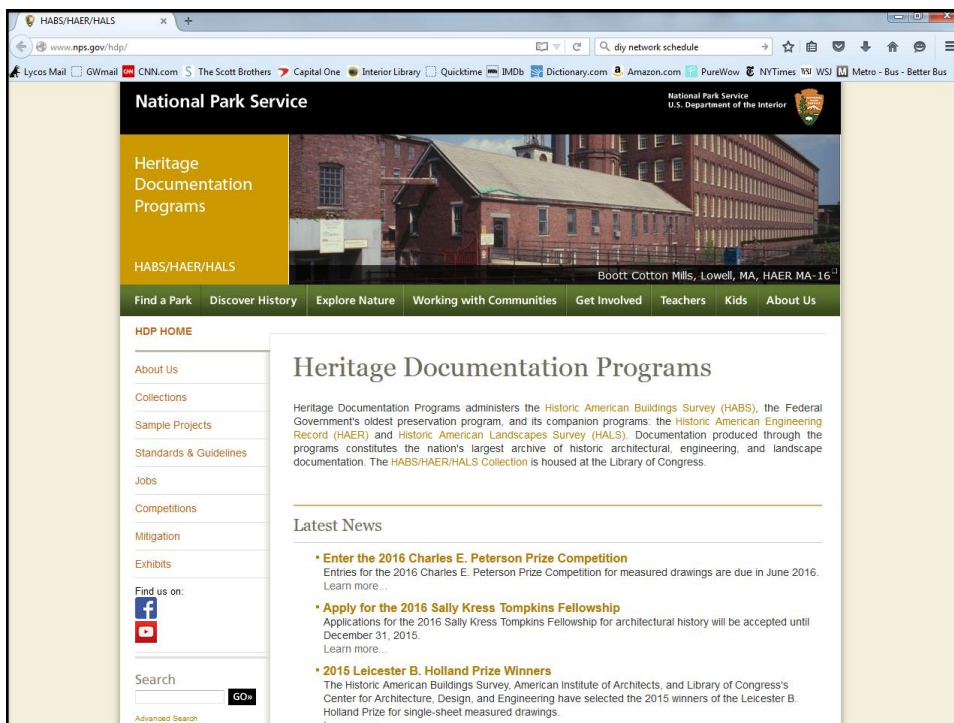 HABS/HAER/HALS
www.nps.gov/hdp/
diy network schedule
Lycos Mail GWmail CNN.com The Scott Brothers Capital One Interior Library Quicktime IMDb Dictionary.com Amazon.com PureWow NYTimes WSJ Metro - Bus - Better Bus
National Park Service
National Park Service
U.S. Department of the Interior
Heritage
Documentation
Programs
HABS/HAER/HALS
Boott Cotton Mills, Lowell, MA, HAER MA-16
Find a Park Discover History Explore Nature Working with Communities Get Involved Teachers Kids About Us
HDP HOME
About Us
Collections
Sample Projects
Standards & Guidelines
Jobs
Competitions
Mitigation
Exhibits
Find us on:
Search
GO»
Advanced Search
Heritage Documentation Programs
Heritage Documentation Programs administers the Historic American Buildings Survey (HABS), the Federal
Government's oldest preservation program, and its companion programs: the Historic American Engineering
Record (HAER) and Historic American Landscapes Survey (HALS). Documentation produced through the
programs constitutes the nation's largest archive of historic architectural, engineering, and landscape
documentation. The HABS/HAER/HALS Collection is housed at the Library of Congress.
Latest News
Enter the 2016 Charles E. Peterson Prize Competition
Entries for the 2016 Charles E. Peterson Prize Competition for measured drawings are due in June 2016.
Learn more...
Apply for the 2016 Sally Kress Tompkins Fellowship
Applications for the 2016 Sally Kress Tompkins Fellowship for architectural history will be accepted until
December 31, 2015.
Learn more...
2015 Leicester B. Holland Prize Winners
The Historic American Buildings Survey, American Institute of Architects, and Library of Congress's
Center for Architecture, Design, and Engineering have selected the 2015 winners of the Leicester B.
Holland Prize for single-sheet measured drawings.